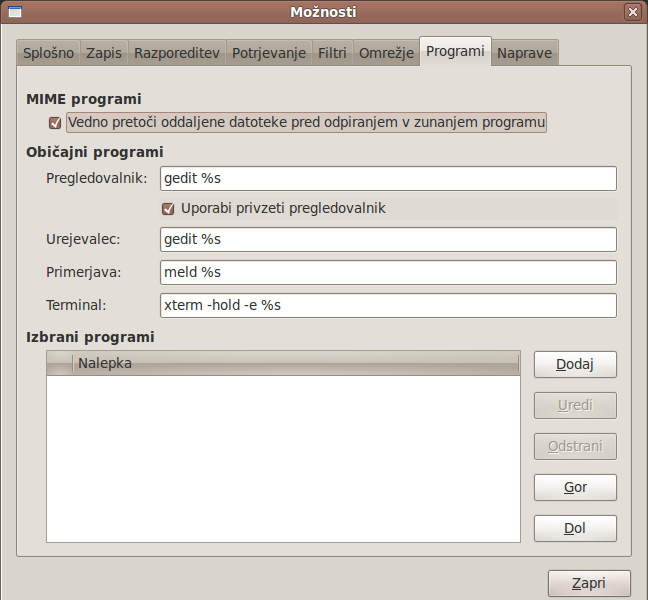 Možnosti
Splošno Zapis Razporeditev Potrjevanje Filtri Omrežje Programi Naprave
MIME programi
Vedno pretoči oddaljene datoteke pred odpiranjem v zunanjem programu
Običajni programi
Pregledovalnik: gedit %s
Uporabi privzeti pregledovalnik
Urejevalec: gedit %s
Primerjava: meld %s
Terminal: xterm -hold -e %s
Izbrani programi
Nalepka
Dodaj
Uredi
Odstrani
Gor
Dol
Zapri